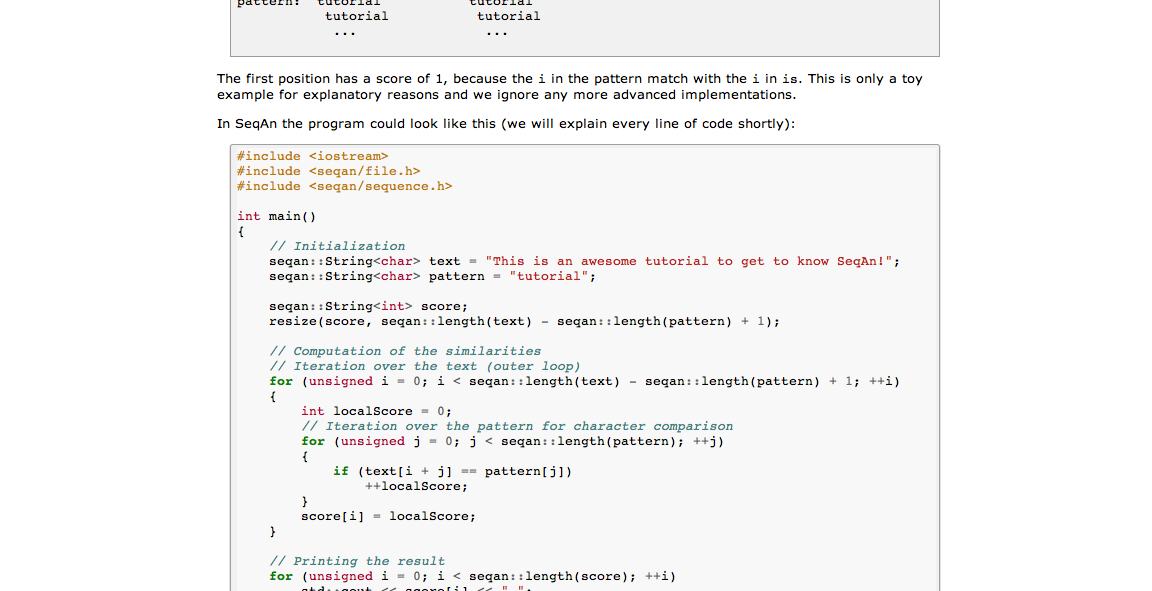 pattern:  tutorial          tutorial
           tutorial           tutorial
            ...               ...
The first position has a score of 1, because the i in the pattern match with the i in is. This is only a toy
example for explanatory reasons and we ignore any more advanced implementations.
In SeqAn the program could look like this (we will explain every line of code shortly):
#include <iostream>
#include <seqan/file.h>
#include <seqan/sequence.h>
int main()
{
    // Initialization
    seqan::String<char> text = "This is an awesome tutorial to get to know SeqAn!";
    seqan::String<char> pattern = "tutorial";
    seqan::String<int> score;
    resize(score, seqan::length(text) - seqan::length(pattern) + 1);
    // Computation of the similarities
    // Iteration over the text (outer loop)
    for (unsigned i = 0; i < seqan::length(text) - seqan::length(pattern) + 1; ++i)
    {
        int localScore = 0;
        // Iteration over the pattern for character comparison
        for (unsigned j = 0; j < seqan::length(pattern); ++j)
        {
            if (text[i + j] == pattern[j])
                ++localScore;
        }
        score[i] = localScore;
    }
    // Printing the result
    for (unsigned i = 0; i < seqan::length(score); ++i)
        std::cout << score[i] << " ";